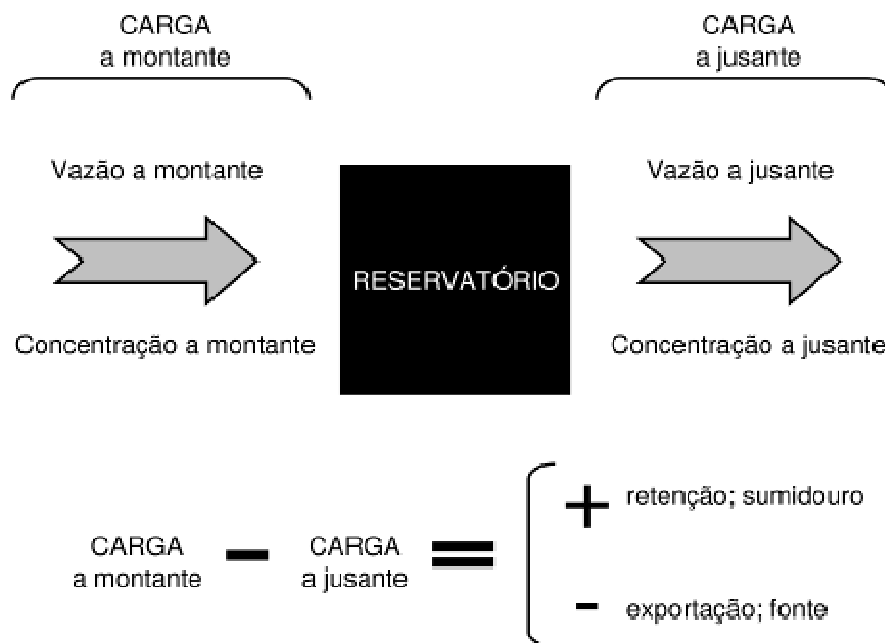 CARGA
a montante
CARGA
a jusante
Vazão a montante
Vazão a jusante
RESERVATÓRIO
Concentração a montante
Concentração a jusante
+ retenção; sumidouro
CARGA
a montante
-
CARGA
a jusante
=
- exportação; fonte